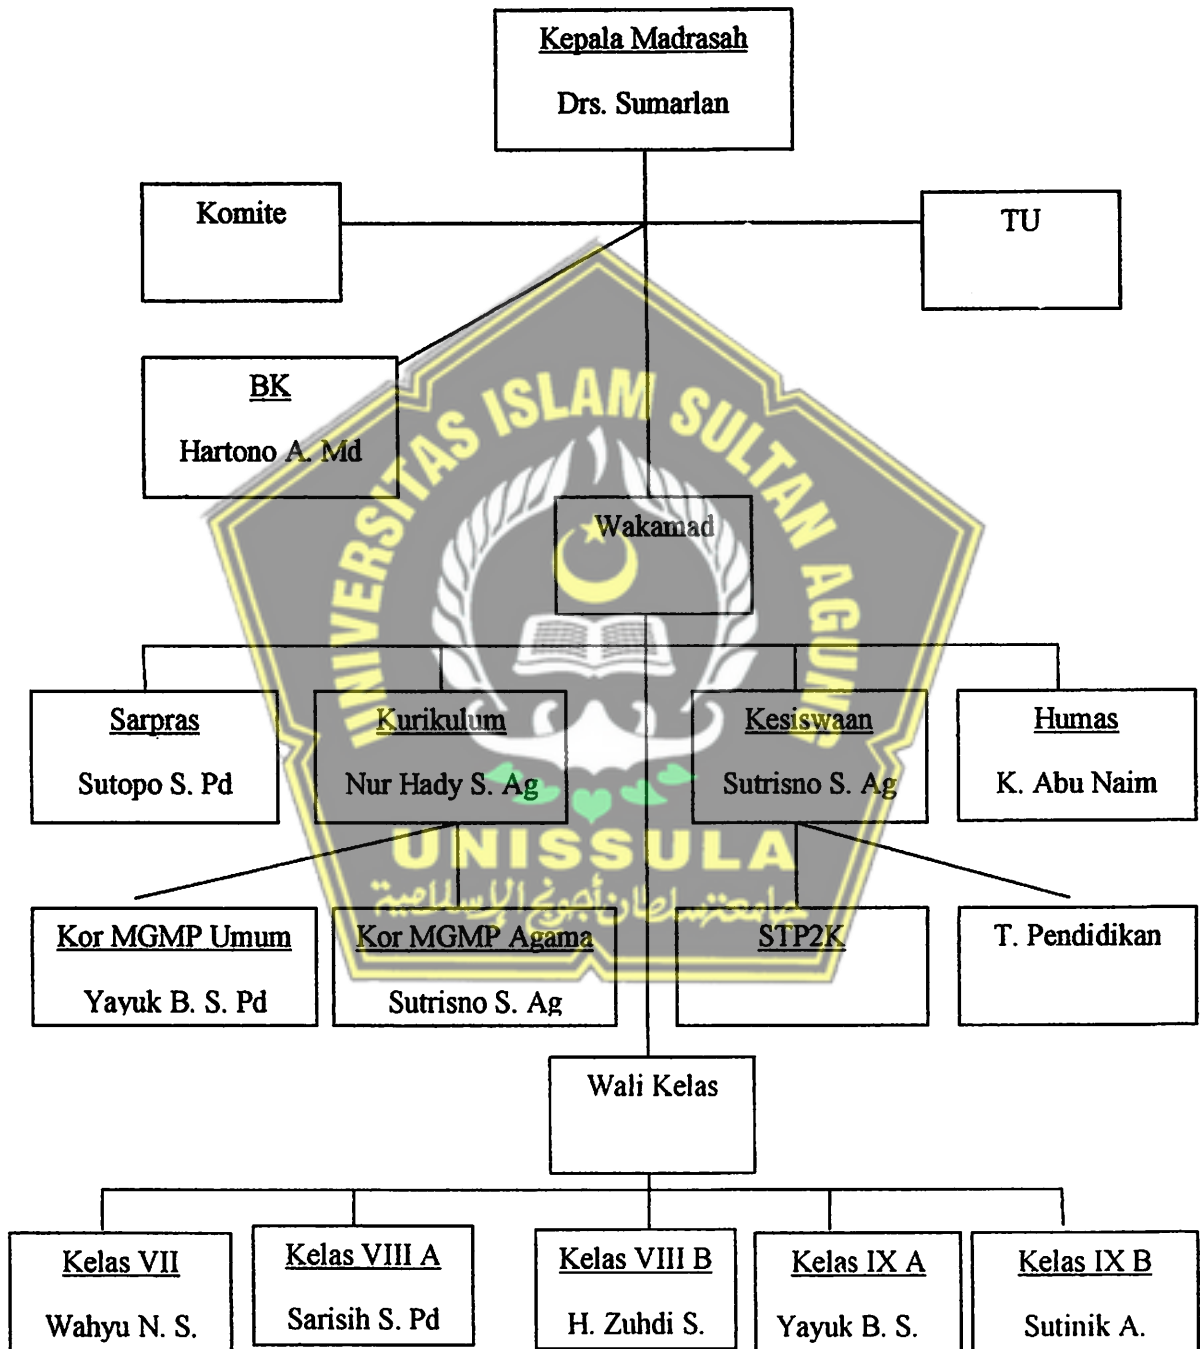 Kepala Madrasah
Drs. Sumarlan
Komite
TU
BK
Hartono A. Md
UNIVERSITAS ISLAM SULTAN AGUNG
Wakamad
Sarpras
Sutopo S. Pd
Kurikulum
Nur Hady S. Ag
Kesiswaan
Sutrisno S. Ag
Humas
K. Abu Naim
UNISSULA
جامعتنسلطان أجونج الإسلامية
Kor MGMP Umum
Yayuk B. S. Pd
Kor MGMP Agama
Sutrisno S. Ag
STP2K
T. Pendidikan
Wali Kelas
Kelas VII
Wahyu N. S.
Kelas VIII A
Sarisih S. Pd
Kelas VIII B
H. Zuhdi S.
Kelas IX A
Yayuk B. S.
Kelas IX B
Sutinik A.